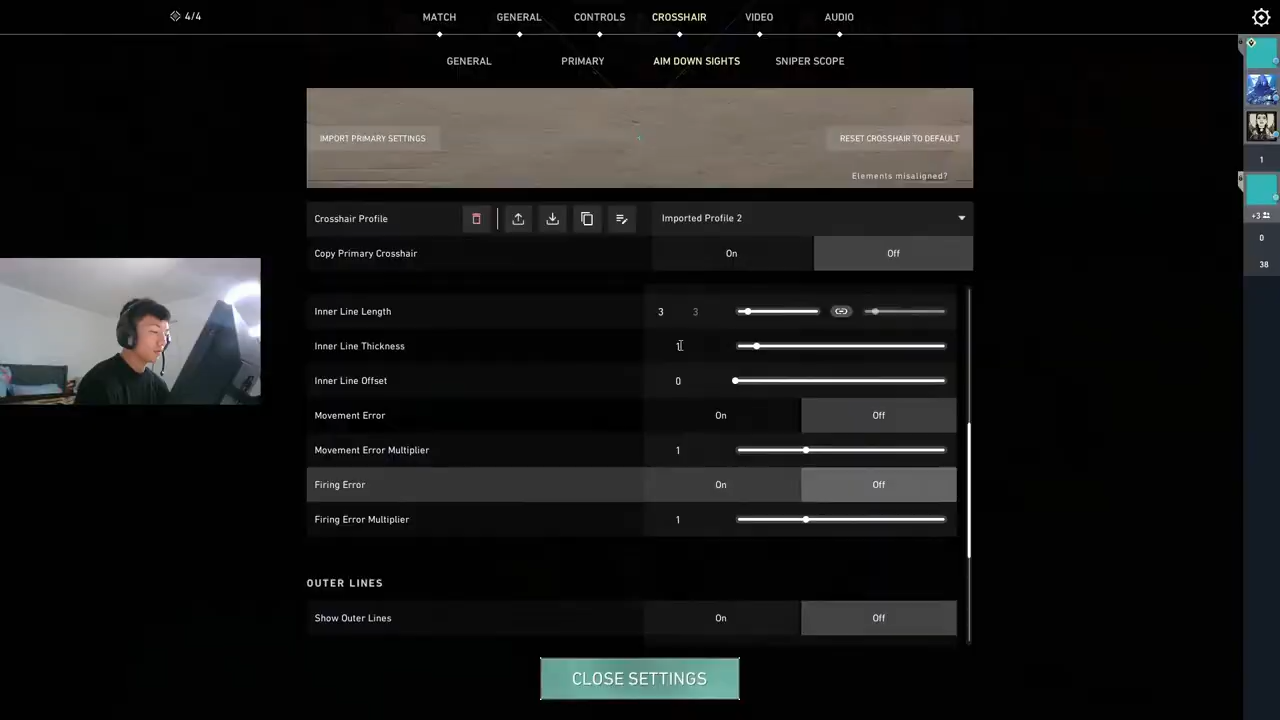 4/4
MATCH GENERAL CONTROLS CROSSHAIR VIDEO AUDIO
GENERAL PRIMARY AIM DOWN SIGHTS SNIPER SCOPE
IMPORT PRIMARY SETTINGS RESET CROSSHAIR TO DEFAULT
Elements misaligned?
Crosshair Profile Imported Profile 2
Copy Primary Crosshair On Off
Inner Line Length 3 3
Inner Line Thickness 1
Inner Line Offset 0
Movement Error On Off
Movement Error Multiplier 1
Firing Error On Off
Firing Error Multiplier 1
OUTER LINES
Show Outer Lines On Off
CLOSE SETTINGS
1
+3
0
38